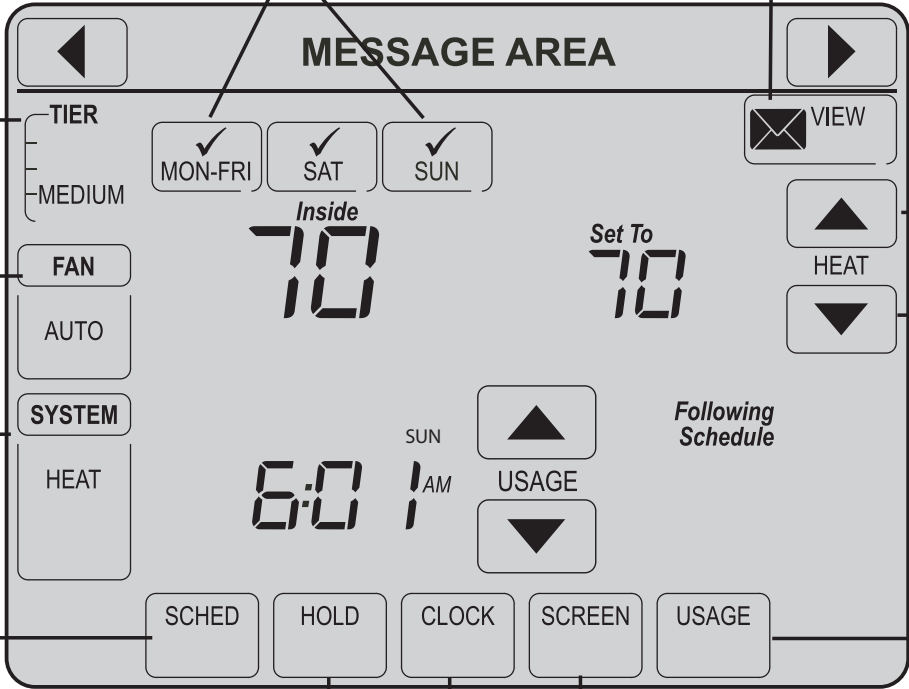 MESSAGE AREA
TIER
MEDIUM
MON-FRI
SAT
SUN
VIEW
Inside
70
Set To
70
HEAT
FAN
AUTO
SYSTEM
HEAT
SUN
6:01 AM
USAGE
Following
Schedule
SCHED
HOLD
CLOCK
SCREEN
USAGE